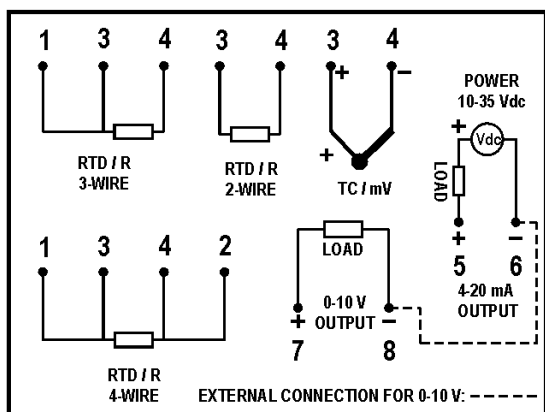 1 3 4
3 4
3 4
+ −
+
RTD / R
3-WIRE
RTD / R
2-WIRE
TC / mV
POWER
10-35 Vdc
+
Vdc
LOAD
+ −
5 6
4-20 mA
OUTPUT
1 3 4 2
RTD / R
4-WIRE
LOAD
+ 0-10 V −
OUTPUT
7 8
EXTERNAL CONNECTION FOR 0-10 V: